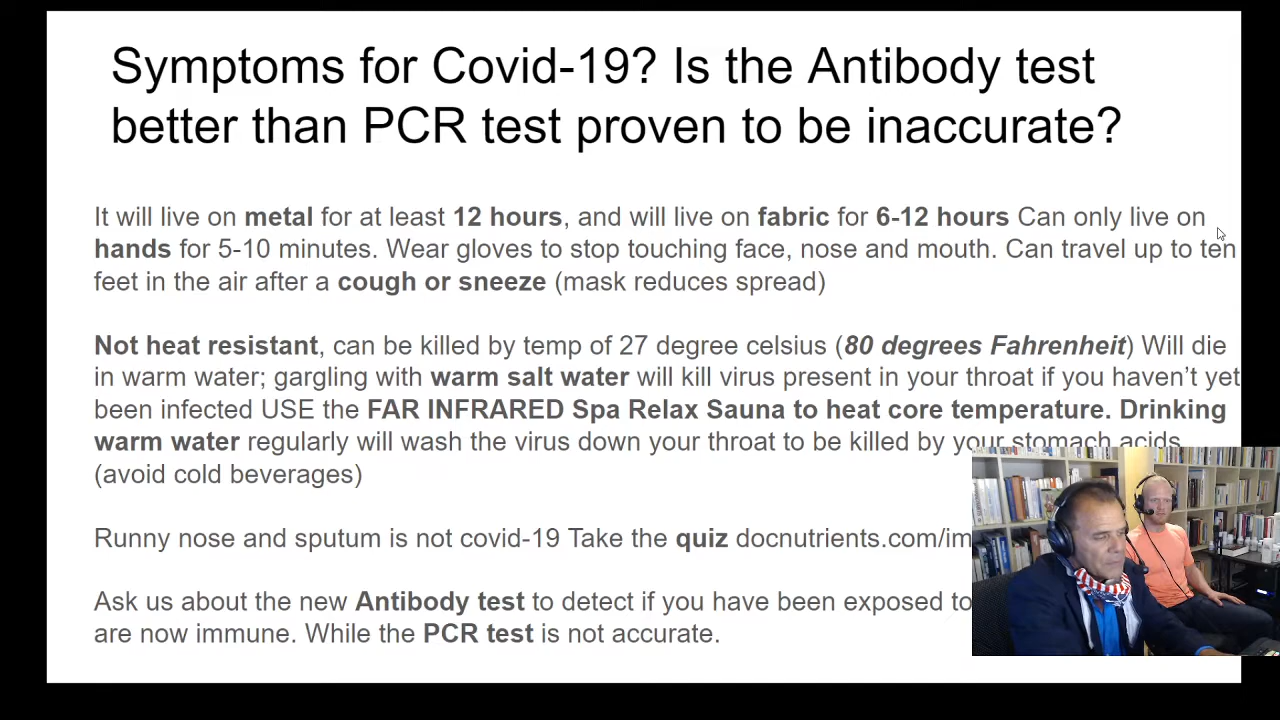 Symptoms for Covid-19? Is the Antibody test
better than PCR test proven to be inaccurate?
It will live on metal for at least 12 hours, and will live on fabric for 6-12 hours Can only live on
hands for 5-10 minutes. Wear gloves to stop touching face, nose and mouth. Can travel up to ten
feet in the air after a cough or sneeze (mask reduces spread)
Not heat resistant, can be killed by temp of 27 degree celsius (80 degrees Fahrenheit) Will die
in warm water; gargling with warm salt water will kill virus present in your throat if you haven’t yet
been infected USE the FAR INFRARED Spa Relax Sauna to heat core temperature. Drinking
warm water regularly will wash the virus down your throat to be killed by your stomach acids
(avoid cold beverages)
Runny nose and sputum is not covid-19 Take the quiz docnutrients.com/im
Ask us about the new Antibody test to detect if you have been exposed to
are now immune. While the PCR test is not accurate.